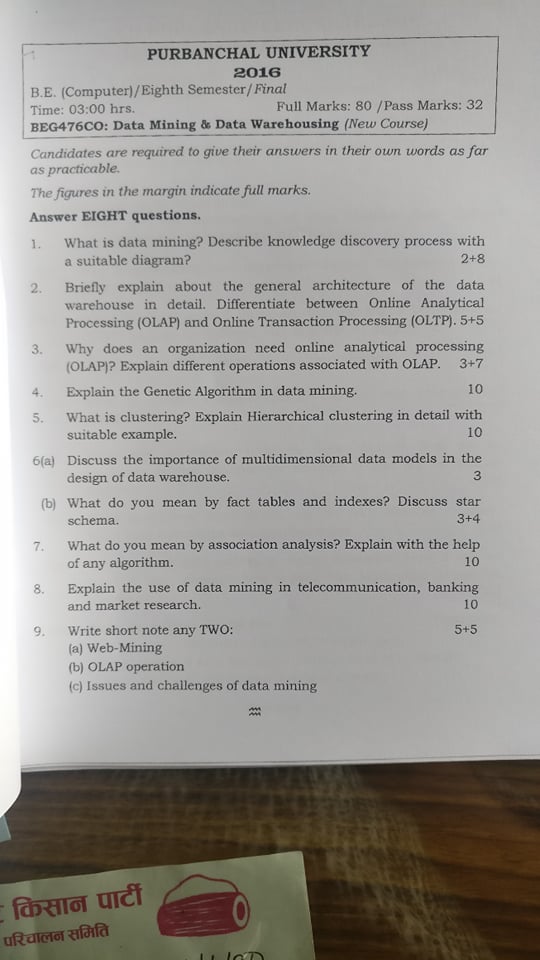 PURBANCHAL UNIVERSITY
2016
B.E. (Computer)/Eighth Semester/Final
Time: 03:00 hrs. Full Marks: 80 /Pass Marks: 32
BEG476CO: Data Mining & Data Warehousing (New Course)
Candidates are required to give their answers in their own words as far
as practicable.
The figures in the margin indicate full marks.
Answer EIGHT questions.
1. What is data mining? Describe knowledge discovery process with
a suitable diagram? 2+8
2. Briefly explain about the general architecture of the data
warehouse in detail. Differentiate between Online Analytical
Processing (OLAP) and Online Transaction Processing (OLTP). 5+5
3. Why does an organization need online analytical processing
(OLAP)? Explain different operations associated with OLAP. 3+7
4. Explain the Genetic Algorithm in data mining. 10
5. What is clustering? Explain Hierarchical clustering in detail with
suitable example. 10
6(a) Discuss the importance of multidimensional data models in the
design of data warehouse. 3
(b) What do you mean by fact tables and indexes? Discuss star
schema. 3+4
7. What do you mean by association analysis? Explain with the help
of any algorithm. 10
8. Explain the use of data mining in telecommunication, banking
and market research. 10
9. Write short note any TWO: 5+5
(a) Web-Mining
(b) OLAP operation
(c) Issues and challenges of data mining
किसान पार्टी
परिचालन समिति